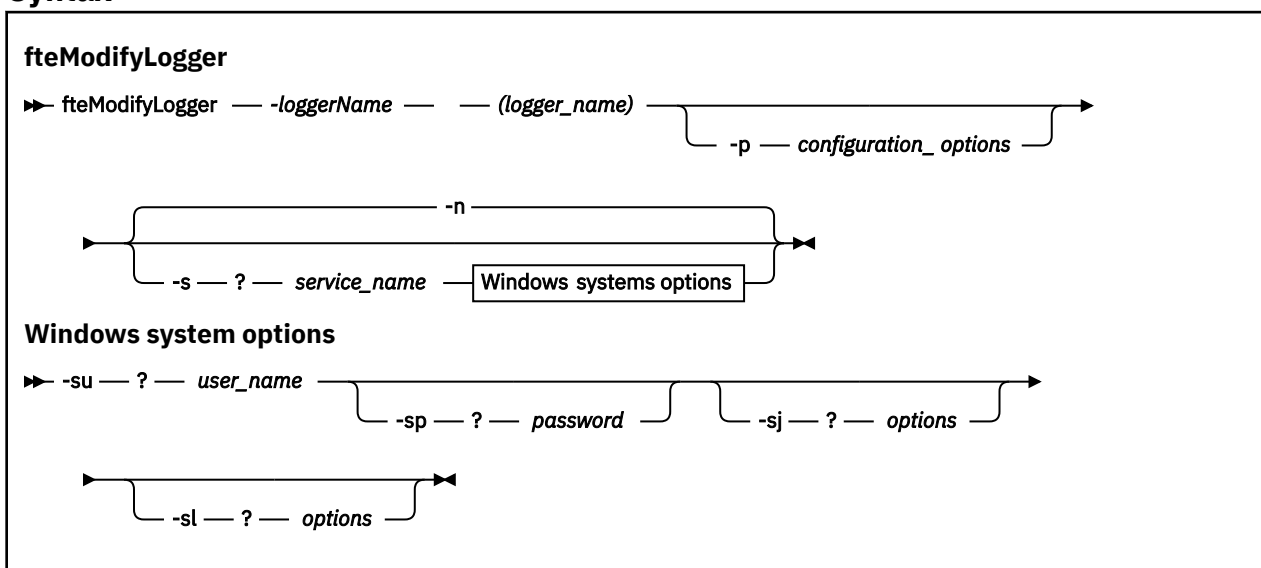 fteModifyLogger
fteModifyLogger -loggerName (logger_name)
-p configuration_ options
-n
-s ? service_name Windows systems options
Windows system options
-su ? user_name
-sp ? password -sj ? options
-sl ? options